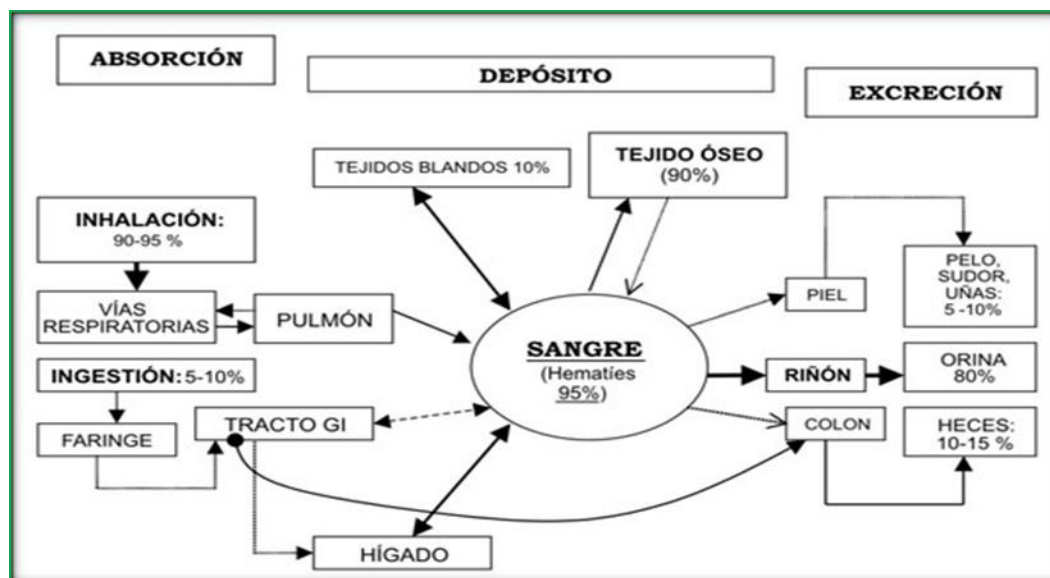 ABSORCIÓN
DEPÓSITO
EXCRECIÓN
TEJIDOS BLANDOS 10%
TEJIDO ÓSEO
(90%)
INHALACIÓN:
90-95 %
VÍAS
RESPIRATORIAS
PULMÓN
INGESTIÓN: 5-10%
FARINGE
TRACTO GI
HÍGADO
SANGRE
(Hematíes
95%)
PIEL
PELO,
SUDOR,
UÑAS:
5 -10%
RIÑÓN
ORINA
80%
COLON
HECES:
10-15 %